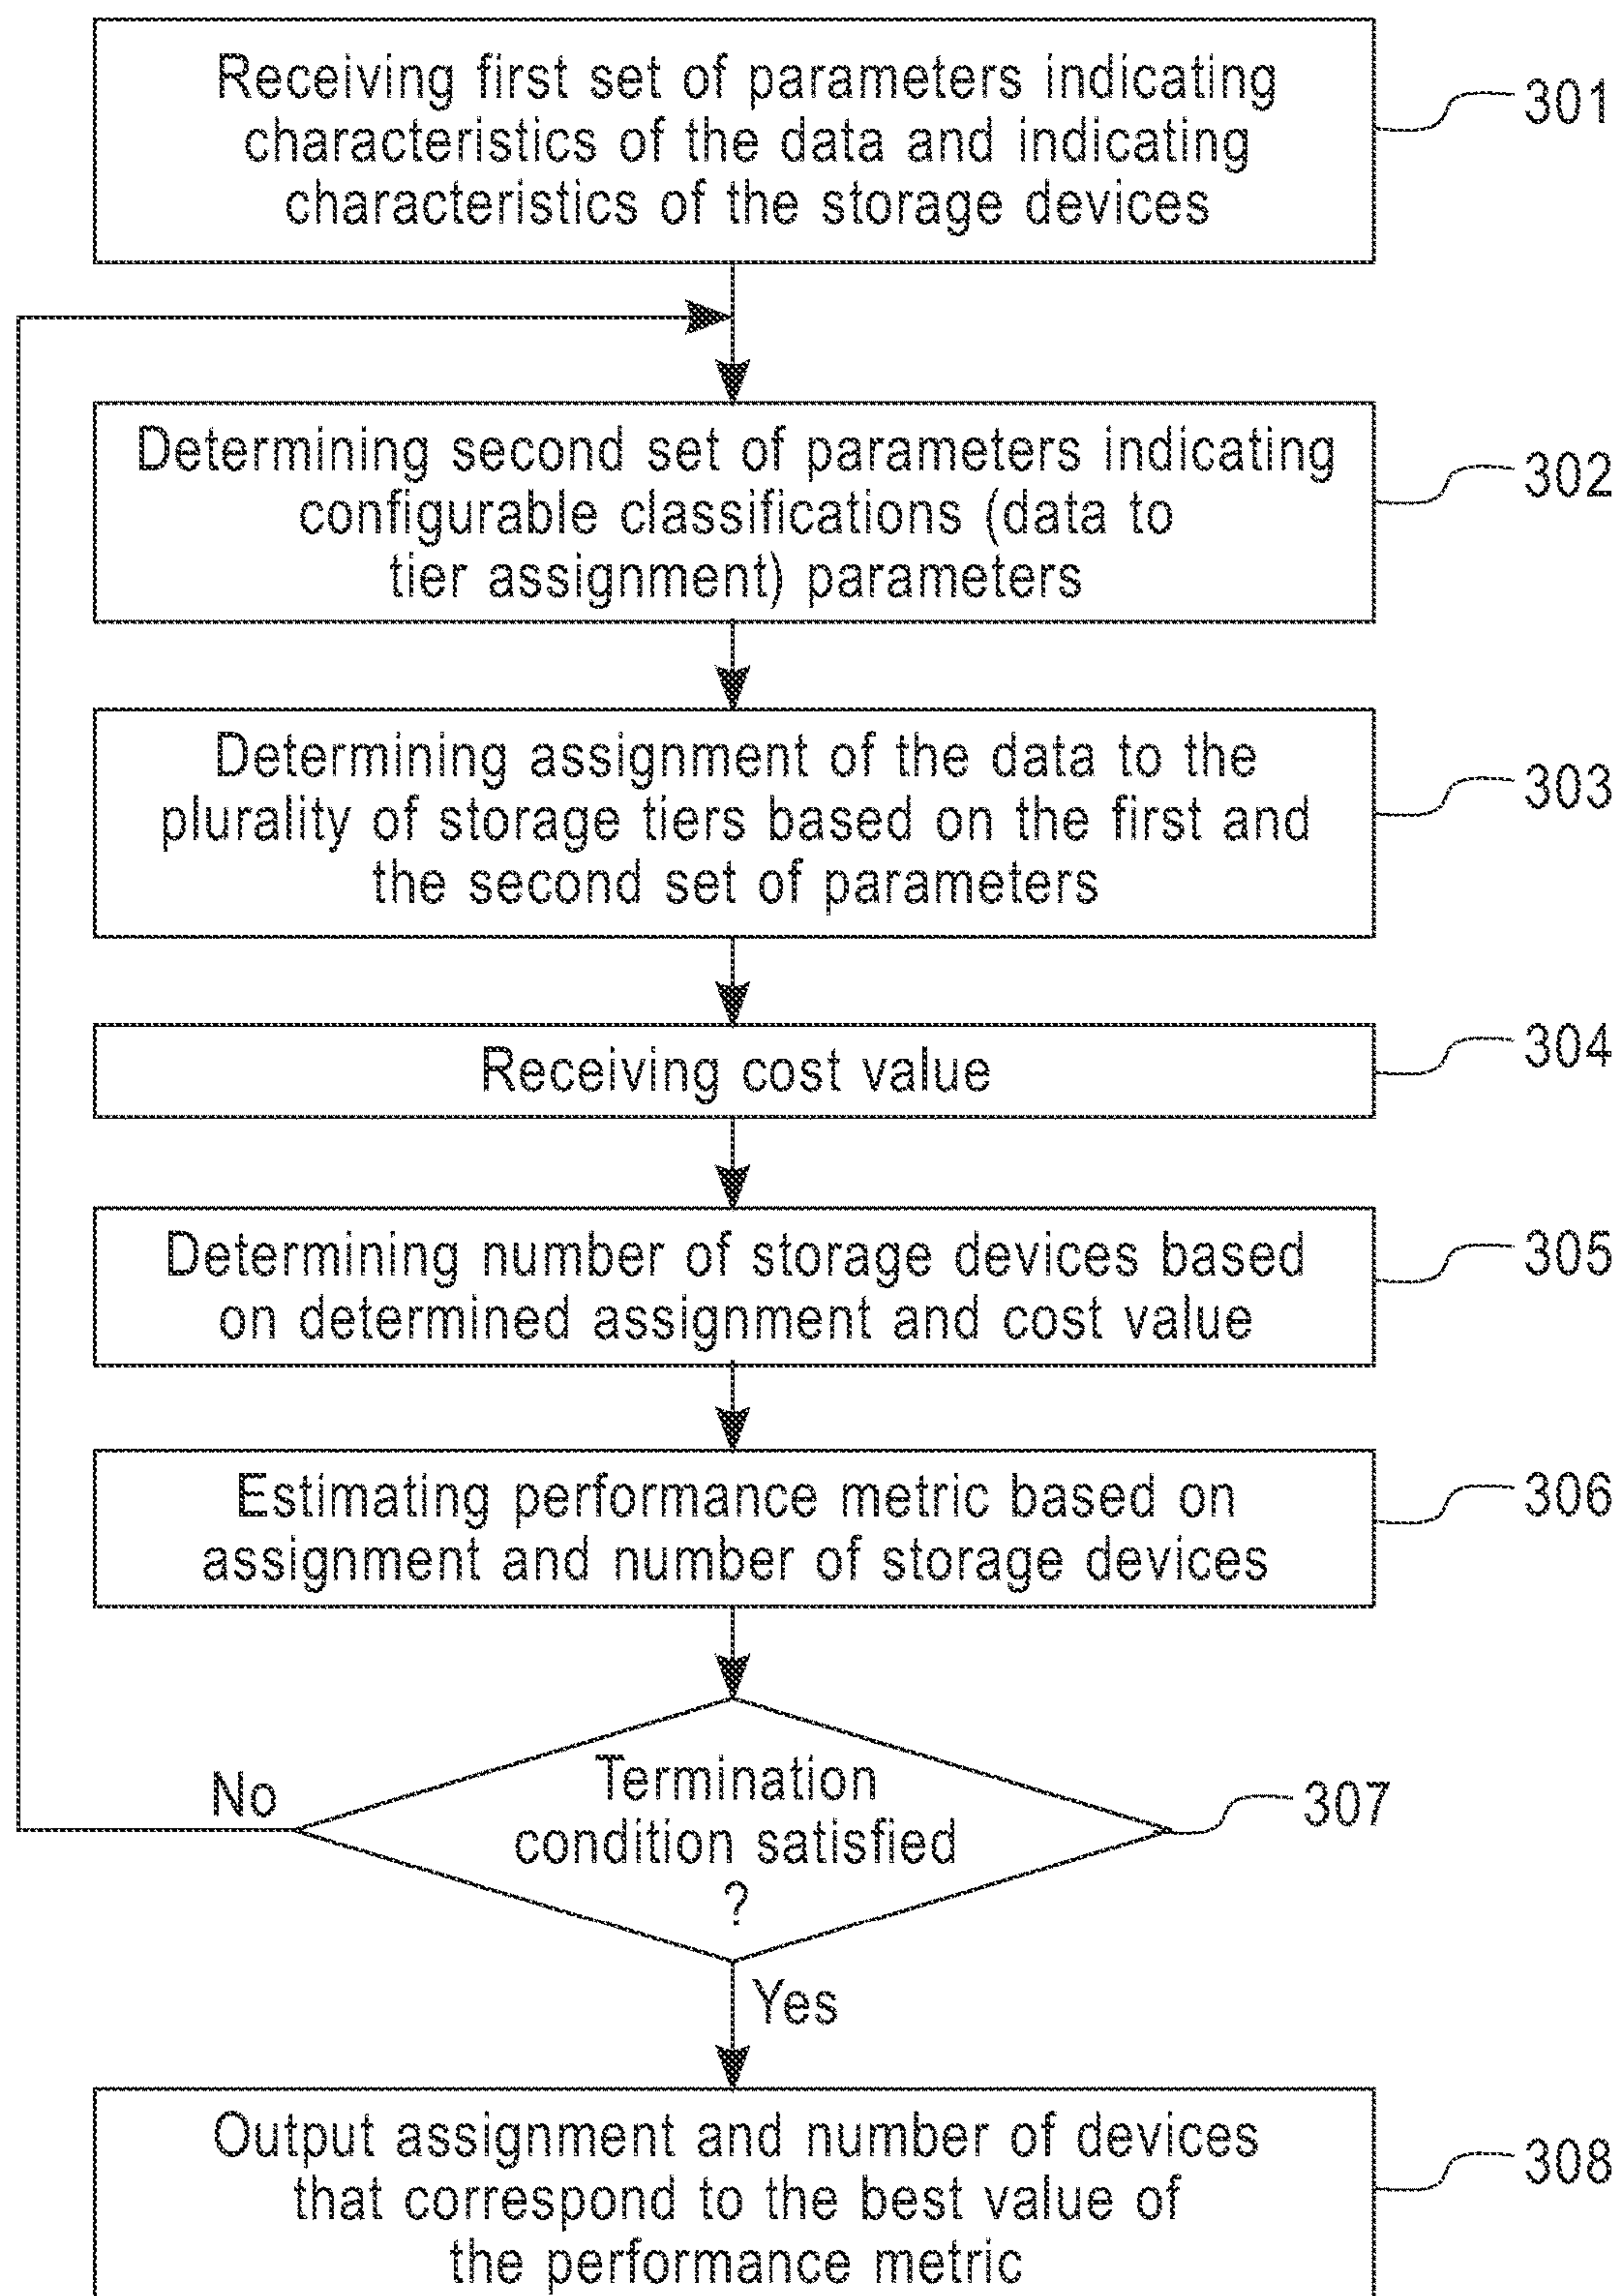 Receiving first set of parameters indicating
characteristics of the data and indicating
characteristics of the storage devices
301
Determining second set of parameters indicating
configurable classifications (data to
tier assignment) parameters
302
Determining assignment of the data to the
plurality of storage tiers based on the first and
the second set of parameters
303
Receiving cost value
304
Determining number of storage devices based
on determined assignment and cost value
305
Estimating performance metric based on
assignment and number of storage devices
306
Termination
condition satisfied
?
307
No
Yes
Output assignment and number of devices
that correspond to the best value of
the performance metric
308